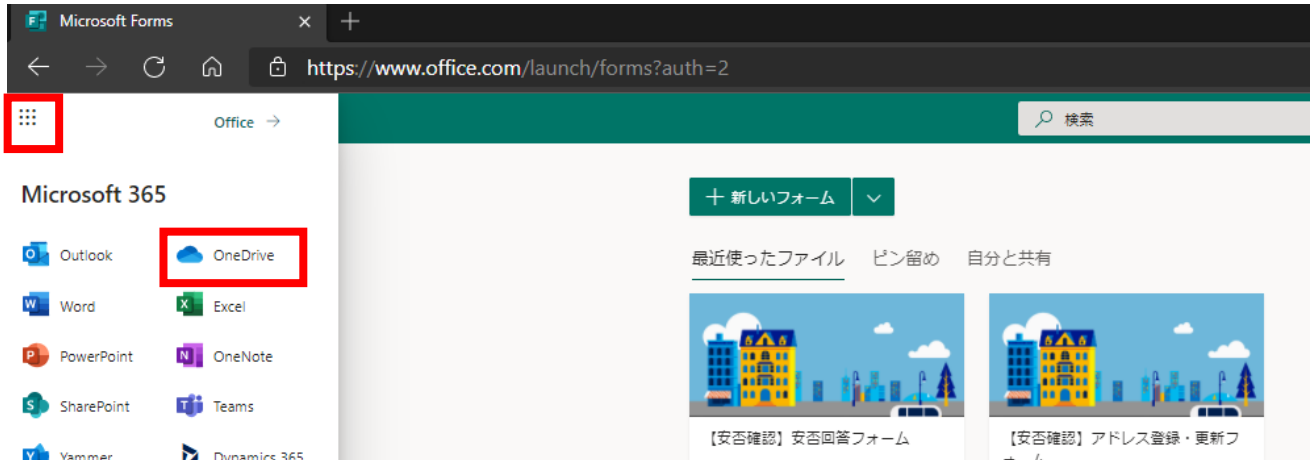 Microsoft Forms
https://www.office.com/launch/forms?auth=2
Office →
検索
Microsoft 365
Outlook
OneDrive
Word
Excel
PowerPoint
OneNote
SharePoint
Teams
Yammer
Dynamics 365
+ 新しいフォーム
最近使ったファイル ピン留め 自分と共有
【安否確認】安否回答フォーム
【安否確認】アドレス登録・更新フ
ォーム